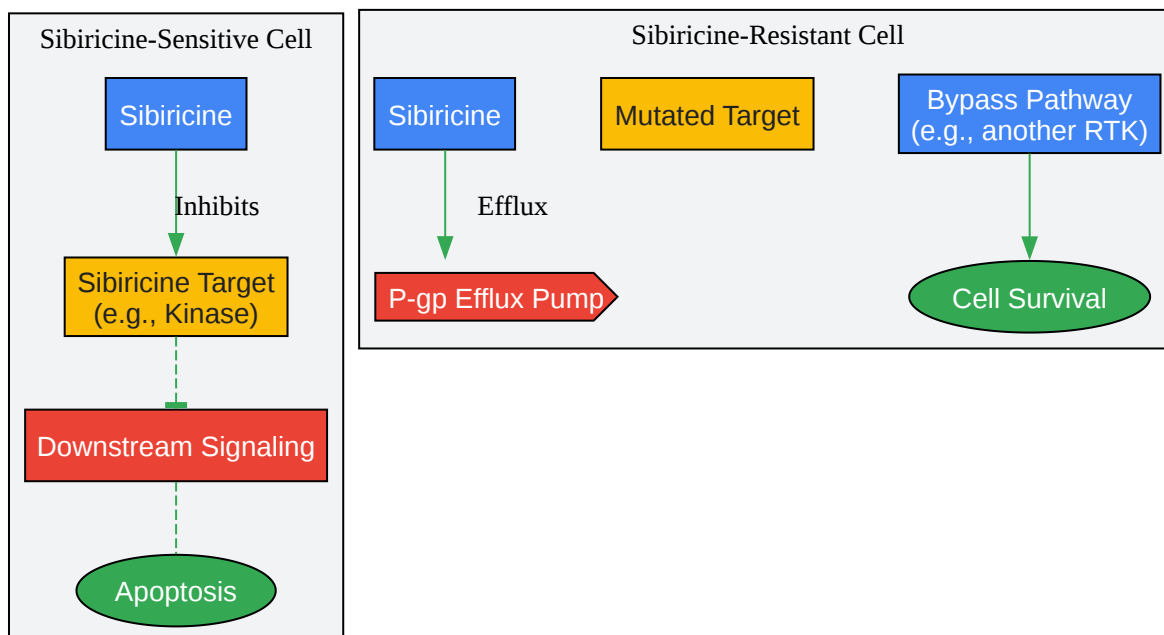 Sibiricine-Sensitive Cell
Sibiricine
Inhibits
Sibiricine Target
(e.g., Kinase)
Downstream Signaling
Apoptosis
Sibiricine-Resistant Cell
Sibiricine
Efflux
P-gp Efflux Pump
Mutated Target
Bypass Pathway
(e.g., another RTK)
Cell Survival